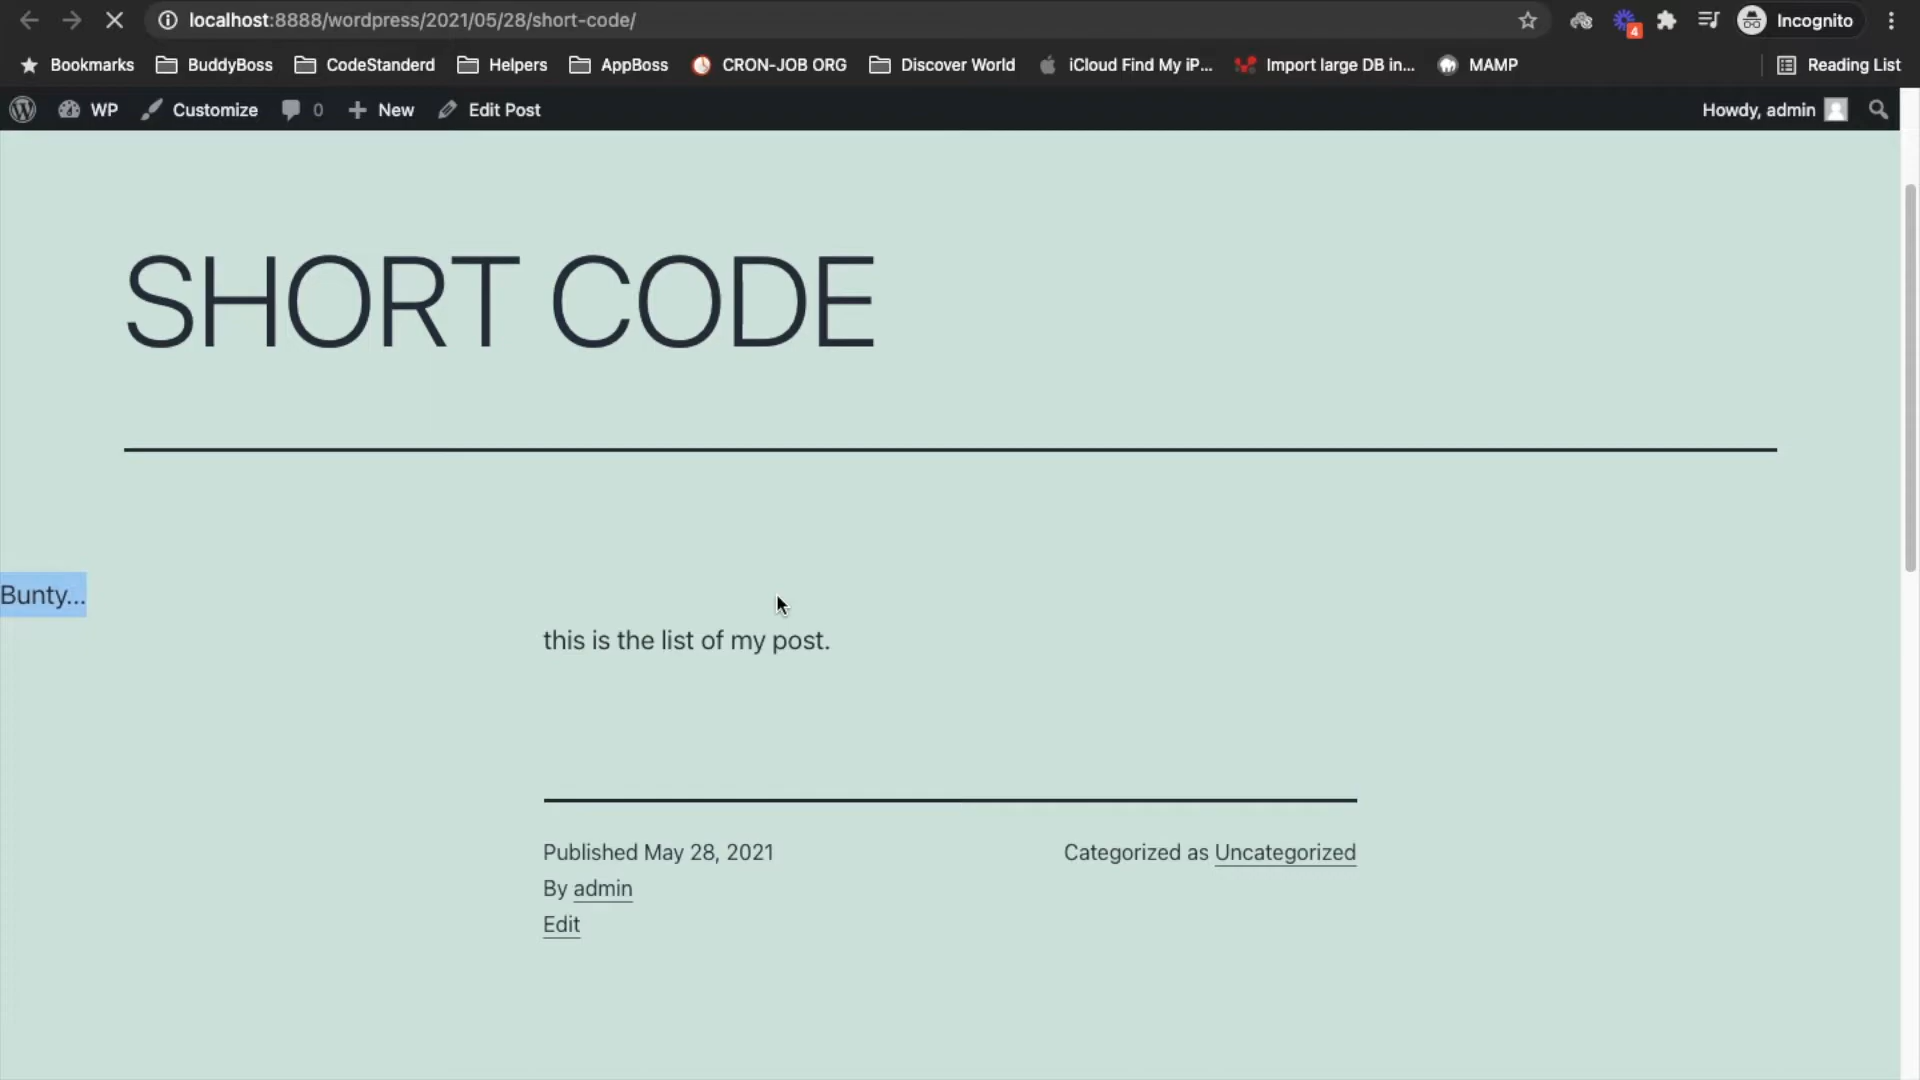 localhost:8888/wordpress/2021/05/28/short-code/
4
Incognito
Bookmarks BuddyBoss CodeStanderd Helpers AppBoss CRON-JOB ORG Discover World iCloud Find My iP... Import large DB in... MAMP Reading List
WP Customize 0 New Edit Post Howdy, admin
SHORT CODE
Bunty...
this is the list of my post.
Published May 28, 2021 Categorized as Uncategorized
By admin
Edit